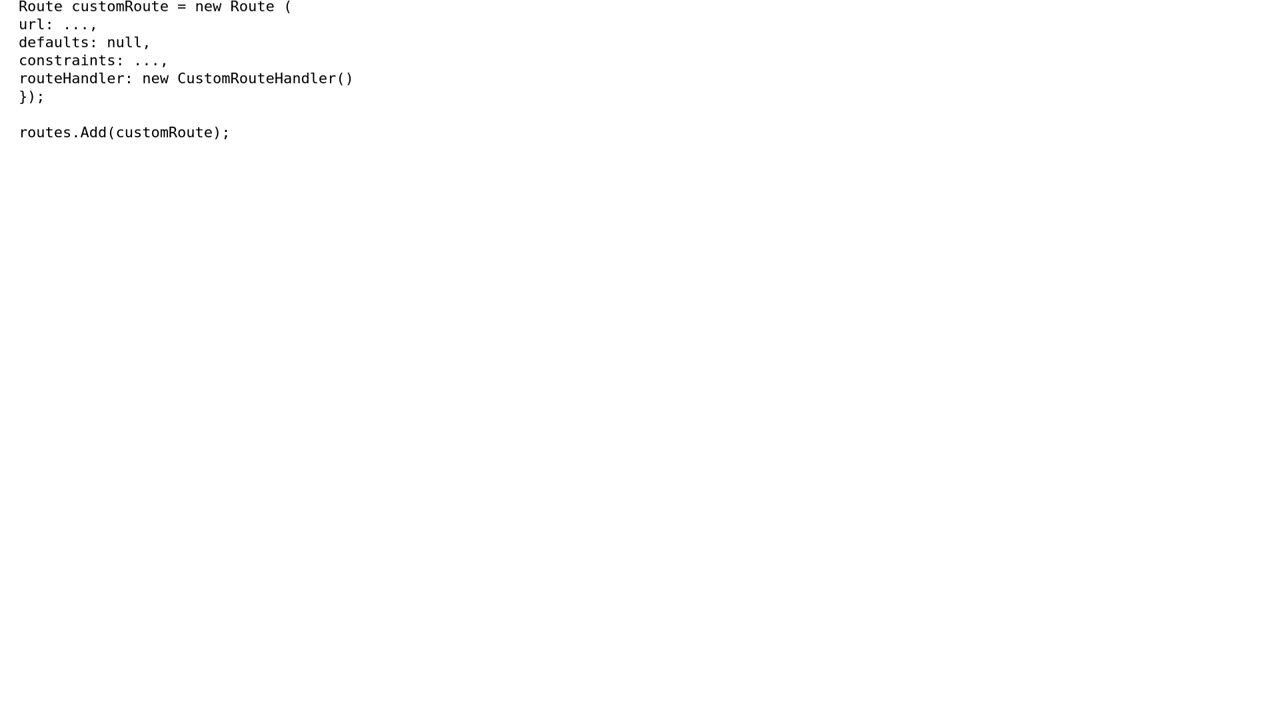 Route customRoute = new Route (
url: ...,
defaults: null,
constraints: ...,
routeHandler: new CustomRouteHandler()
});
routes.Add(customRoute);